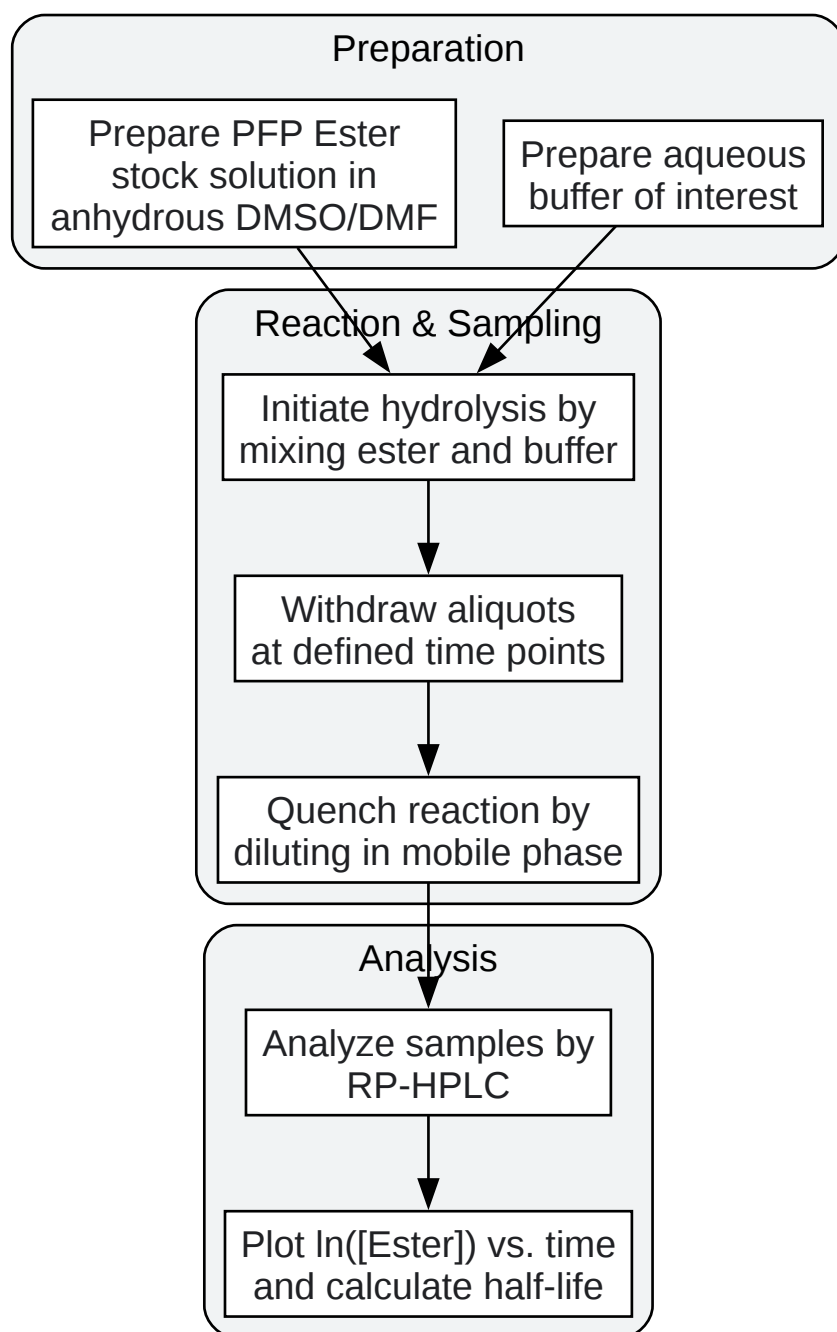 Preparation
Prepare PFP Ester
stock solution in
anhydrous DMSO/DMF
Prepare aqueous
buffer of interest
Reaction & Sampling
Initiate hydrolysis by
mixing ester and buffer
Withdraw aliquots
at defined time points
Quench reaction by
diluting in mobile phase
Analysis
Analyze samples by
RP-HPLC
Plot ln([Ester]) vs. time
and calculate half-life